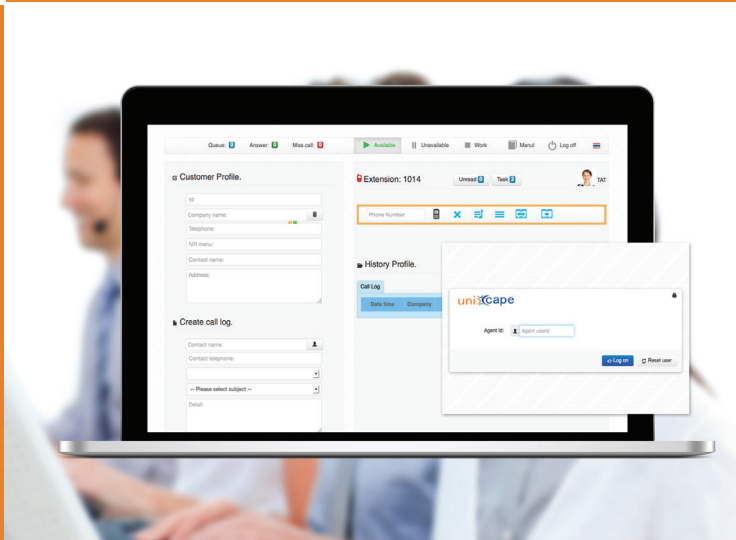 Queue: 0 Answer: 0 Miss call: 0 Available Unavailable Work Manul Log off
Customer Profile.
Id:
Company name:
Telephone:
IVR menu:
Contact name:
Address:
Create call log.
Contact name:
Contact telephone:
-- Please select subject --
Detail:
Extension: 1014 Unread 0 Task 2 TAT
Phone Number
History Profile.
Call Log
Date time Company
uniXcape
Agent id: Agent userid
Log on Reset user